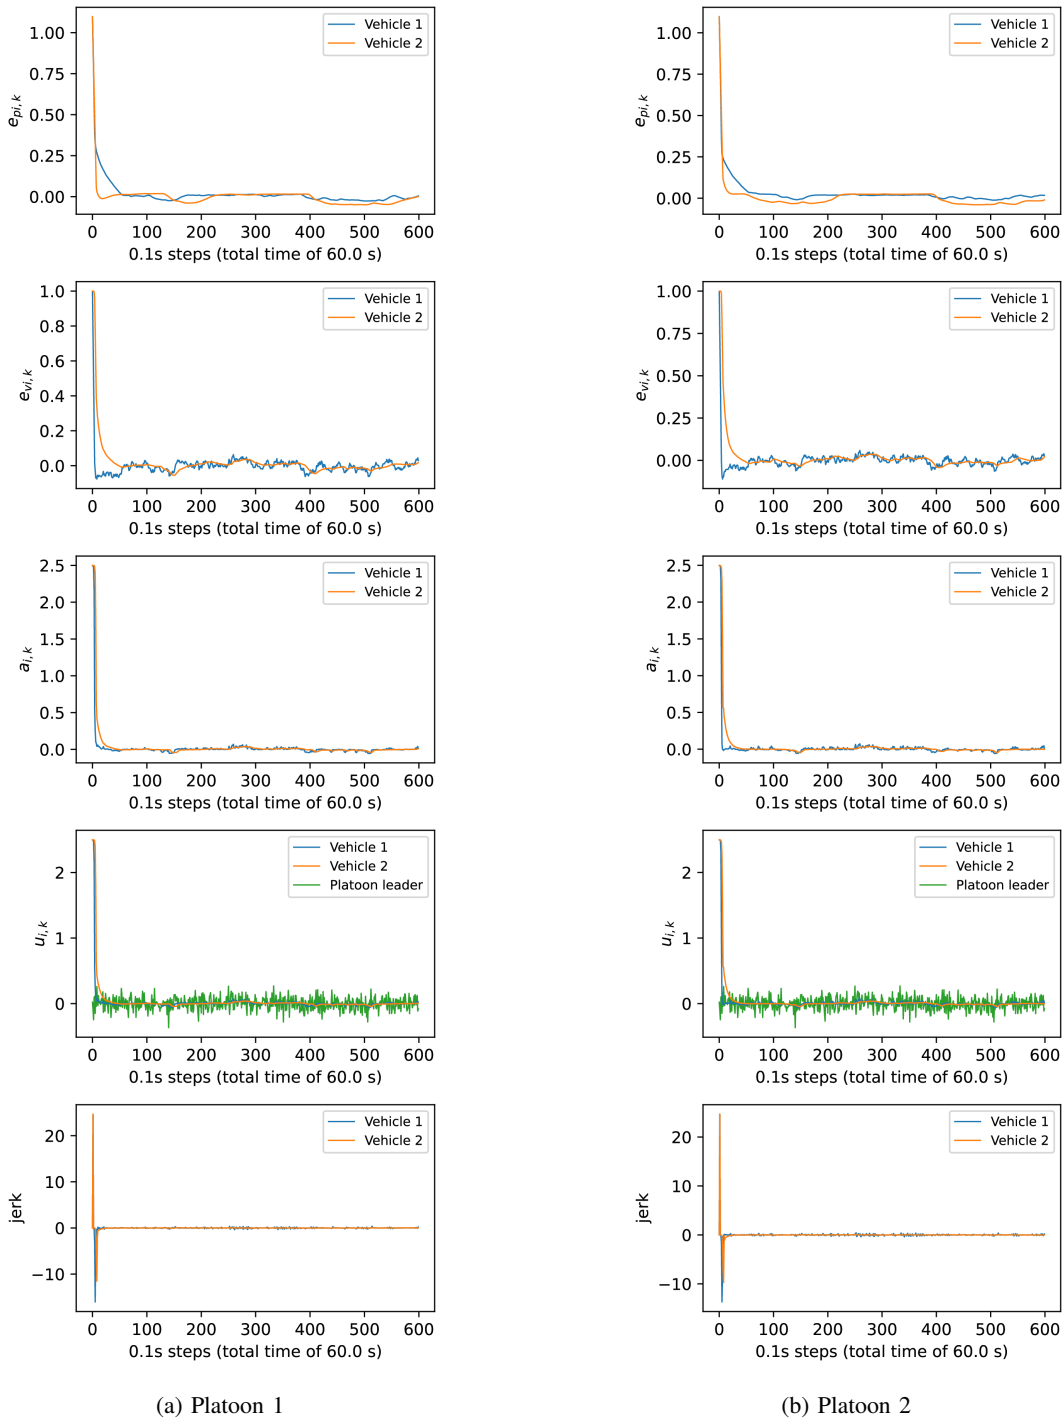 Vehicle 1
Vehicle 2
1.00
0.75
0.50
0.25
0.00
e_{pi,k}
0 100 200 300 400 500 600
0.1s steps (total time of 60.0 s)
Vehicle 1
Vehicle 2
1.0
0.8
0.6
0.4
0.2
0.0
e_{vi,k}
0 100 200 300 400 500 600
0.1s steps (total time of 60.0 s)
Vehicle 1
Vehicle 2
2.5
2.0
1.5
1.0
0.5
0.0
a_{i,k}
0 100 200 300 400 500 600
0.1s steps (total time of 60.0 s)
Vehicle 1
Vehicle 2
Platoon leader
2
1
0
u_{i,k}
0 100 200 300 400 500 600
0.1s steps (total time of 60.0 s)
Vehicle 1
Vehicle 2
20
10
0
−10
jerk
0 100 200 300 400 500 600
0.1s steps (total time of 60.0 s)
(a) Platoon 1
Vehicle 1
Vehicle 2
1.00
0.75
0.50
0.25
0.00
e_{pi,k}
0 100 200 300 400 500 600
0.1s steps (total time of 60.0 s)
Vehicle 1
Vehicle 2
1.00
0.75
0.50
0.25
0.00
e_{vi,k}
0 100 200 300 400 500 600
0.1s steps (total time of 60.0 s)
Vehicle 1
Vehicle 2
2.5
2.0
1.5
1.0
0.5
0.0
a_{i,k}
0 100 200 300 400 500 600
0.1s steps (total time of 60.0 s)
Vehicle 1
Vehicle 2
Platoon leader
2
1
0
u_{i,k}
0 100 200 300 400 500 600
0.1s steps (total time of 60.0 s)
Vehicle 1
Vehicle 2
20
10
0
−10
jerk
0 100 200 300 400 500 600
0.1s steps (total time of 60.0 s)
(b) Platoon 2